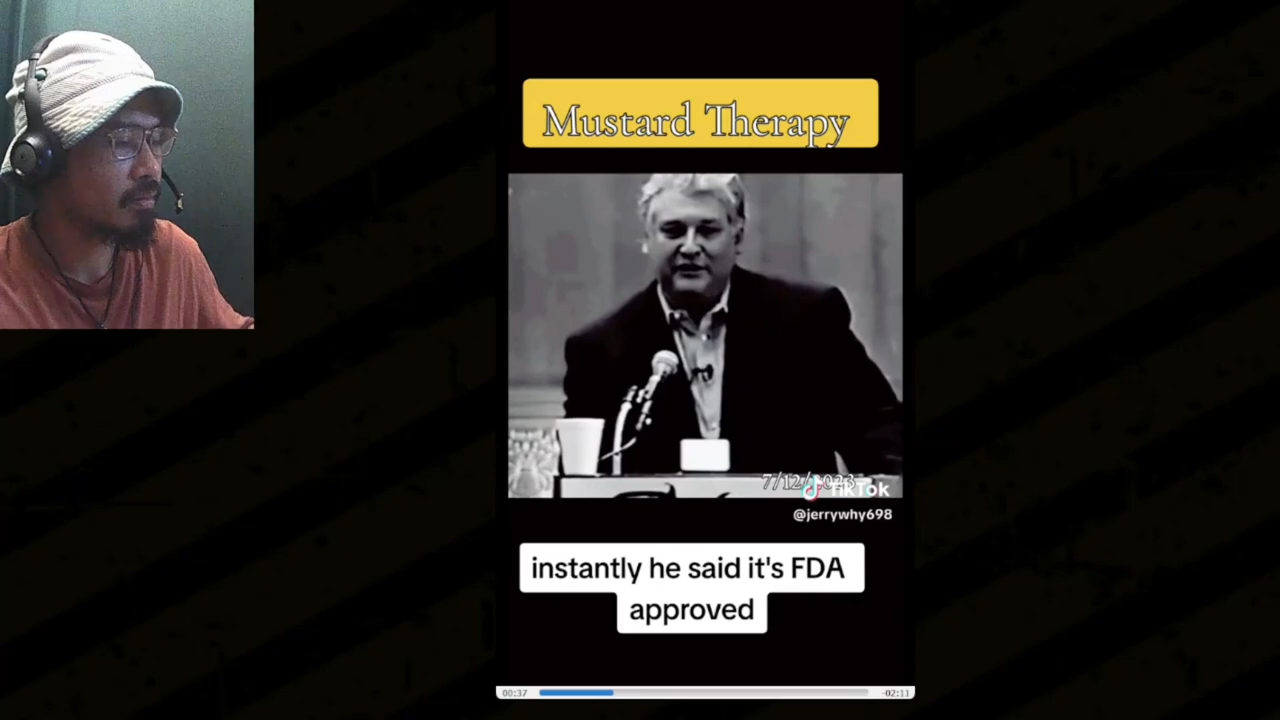 Mustard Therapy
TikTok
@jerrywhy698
instantly he said it's FDA
approved
00:37
-02:11